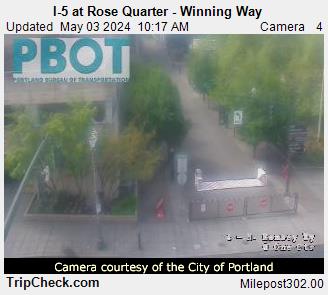 I-5 at Rose Quarter - Winning Way
Updated May 03 2024 10:17 AM Camera 4
PBOT
PORTLAND BUREAU OF TRANSPORTATION
Camera courtesy of the City of Portland
TripCheck.com Milepost302.00